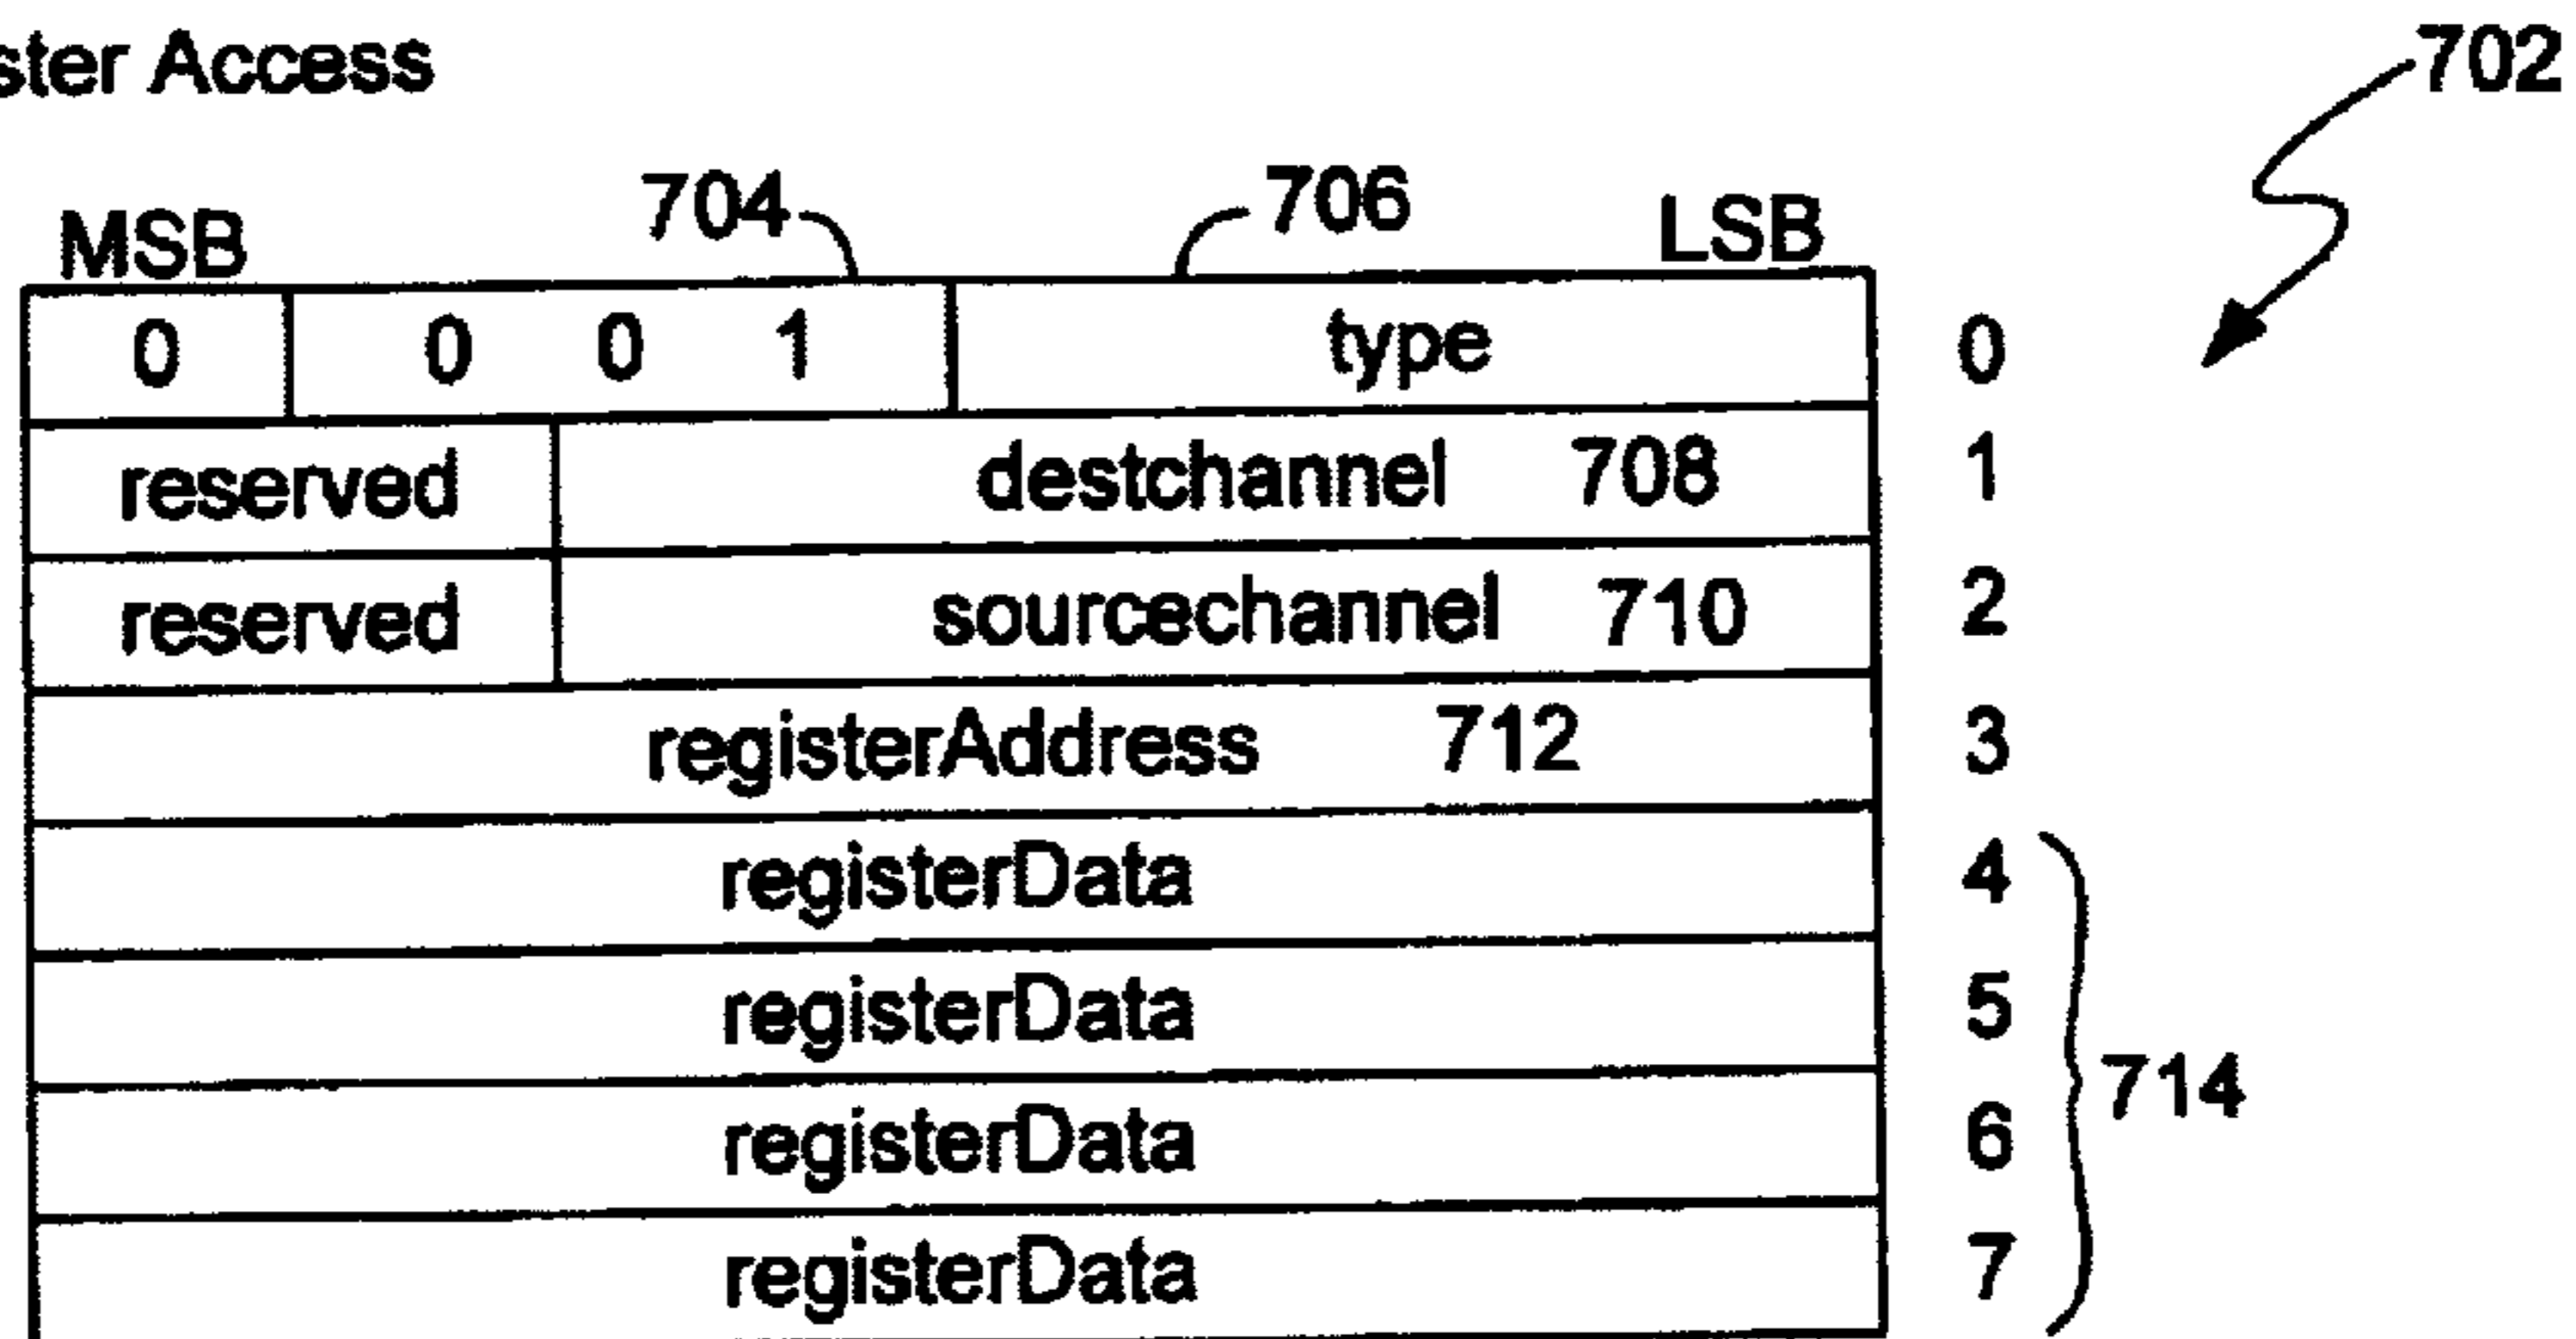 ster Access
702
704 706
MSB LSB
0 0 0 1 type 0
reserved destchannel 708 1
reserved sourcechannel 710 2
registerAddress 712 3
registerData 4
registerData 5
714
registerData 6
registerData 7